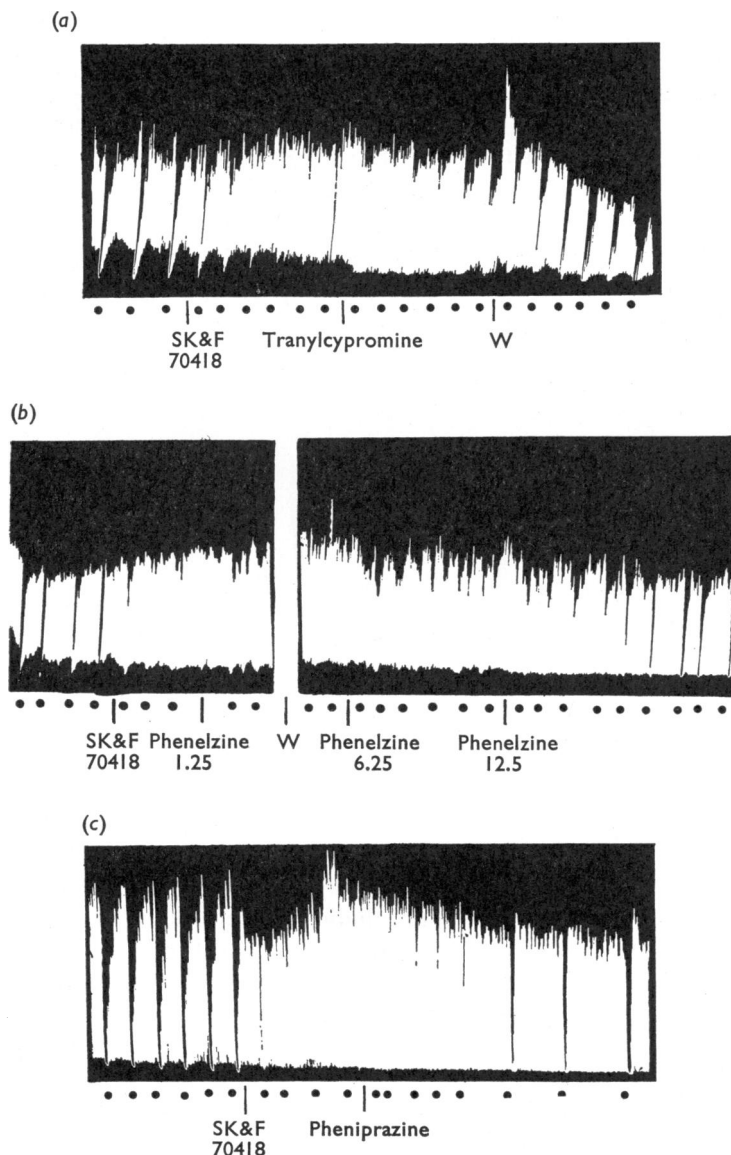 (a)
SK&F Tranylcypromine W
70418
(b)
SK&F Phenelzine W Phenelzine Phenelzine
70418 1.25 6.25 12.5
(c)
SK&F Pheniprazine
70418